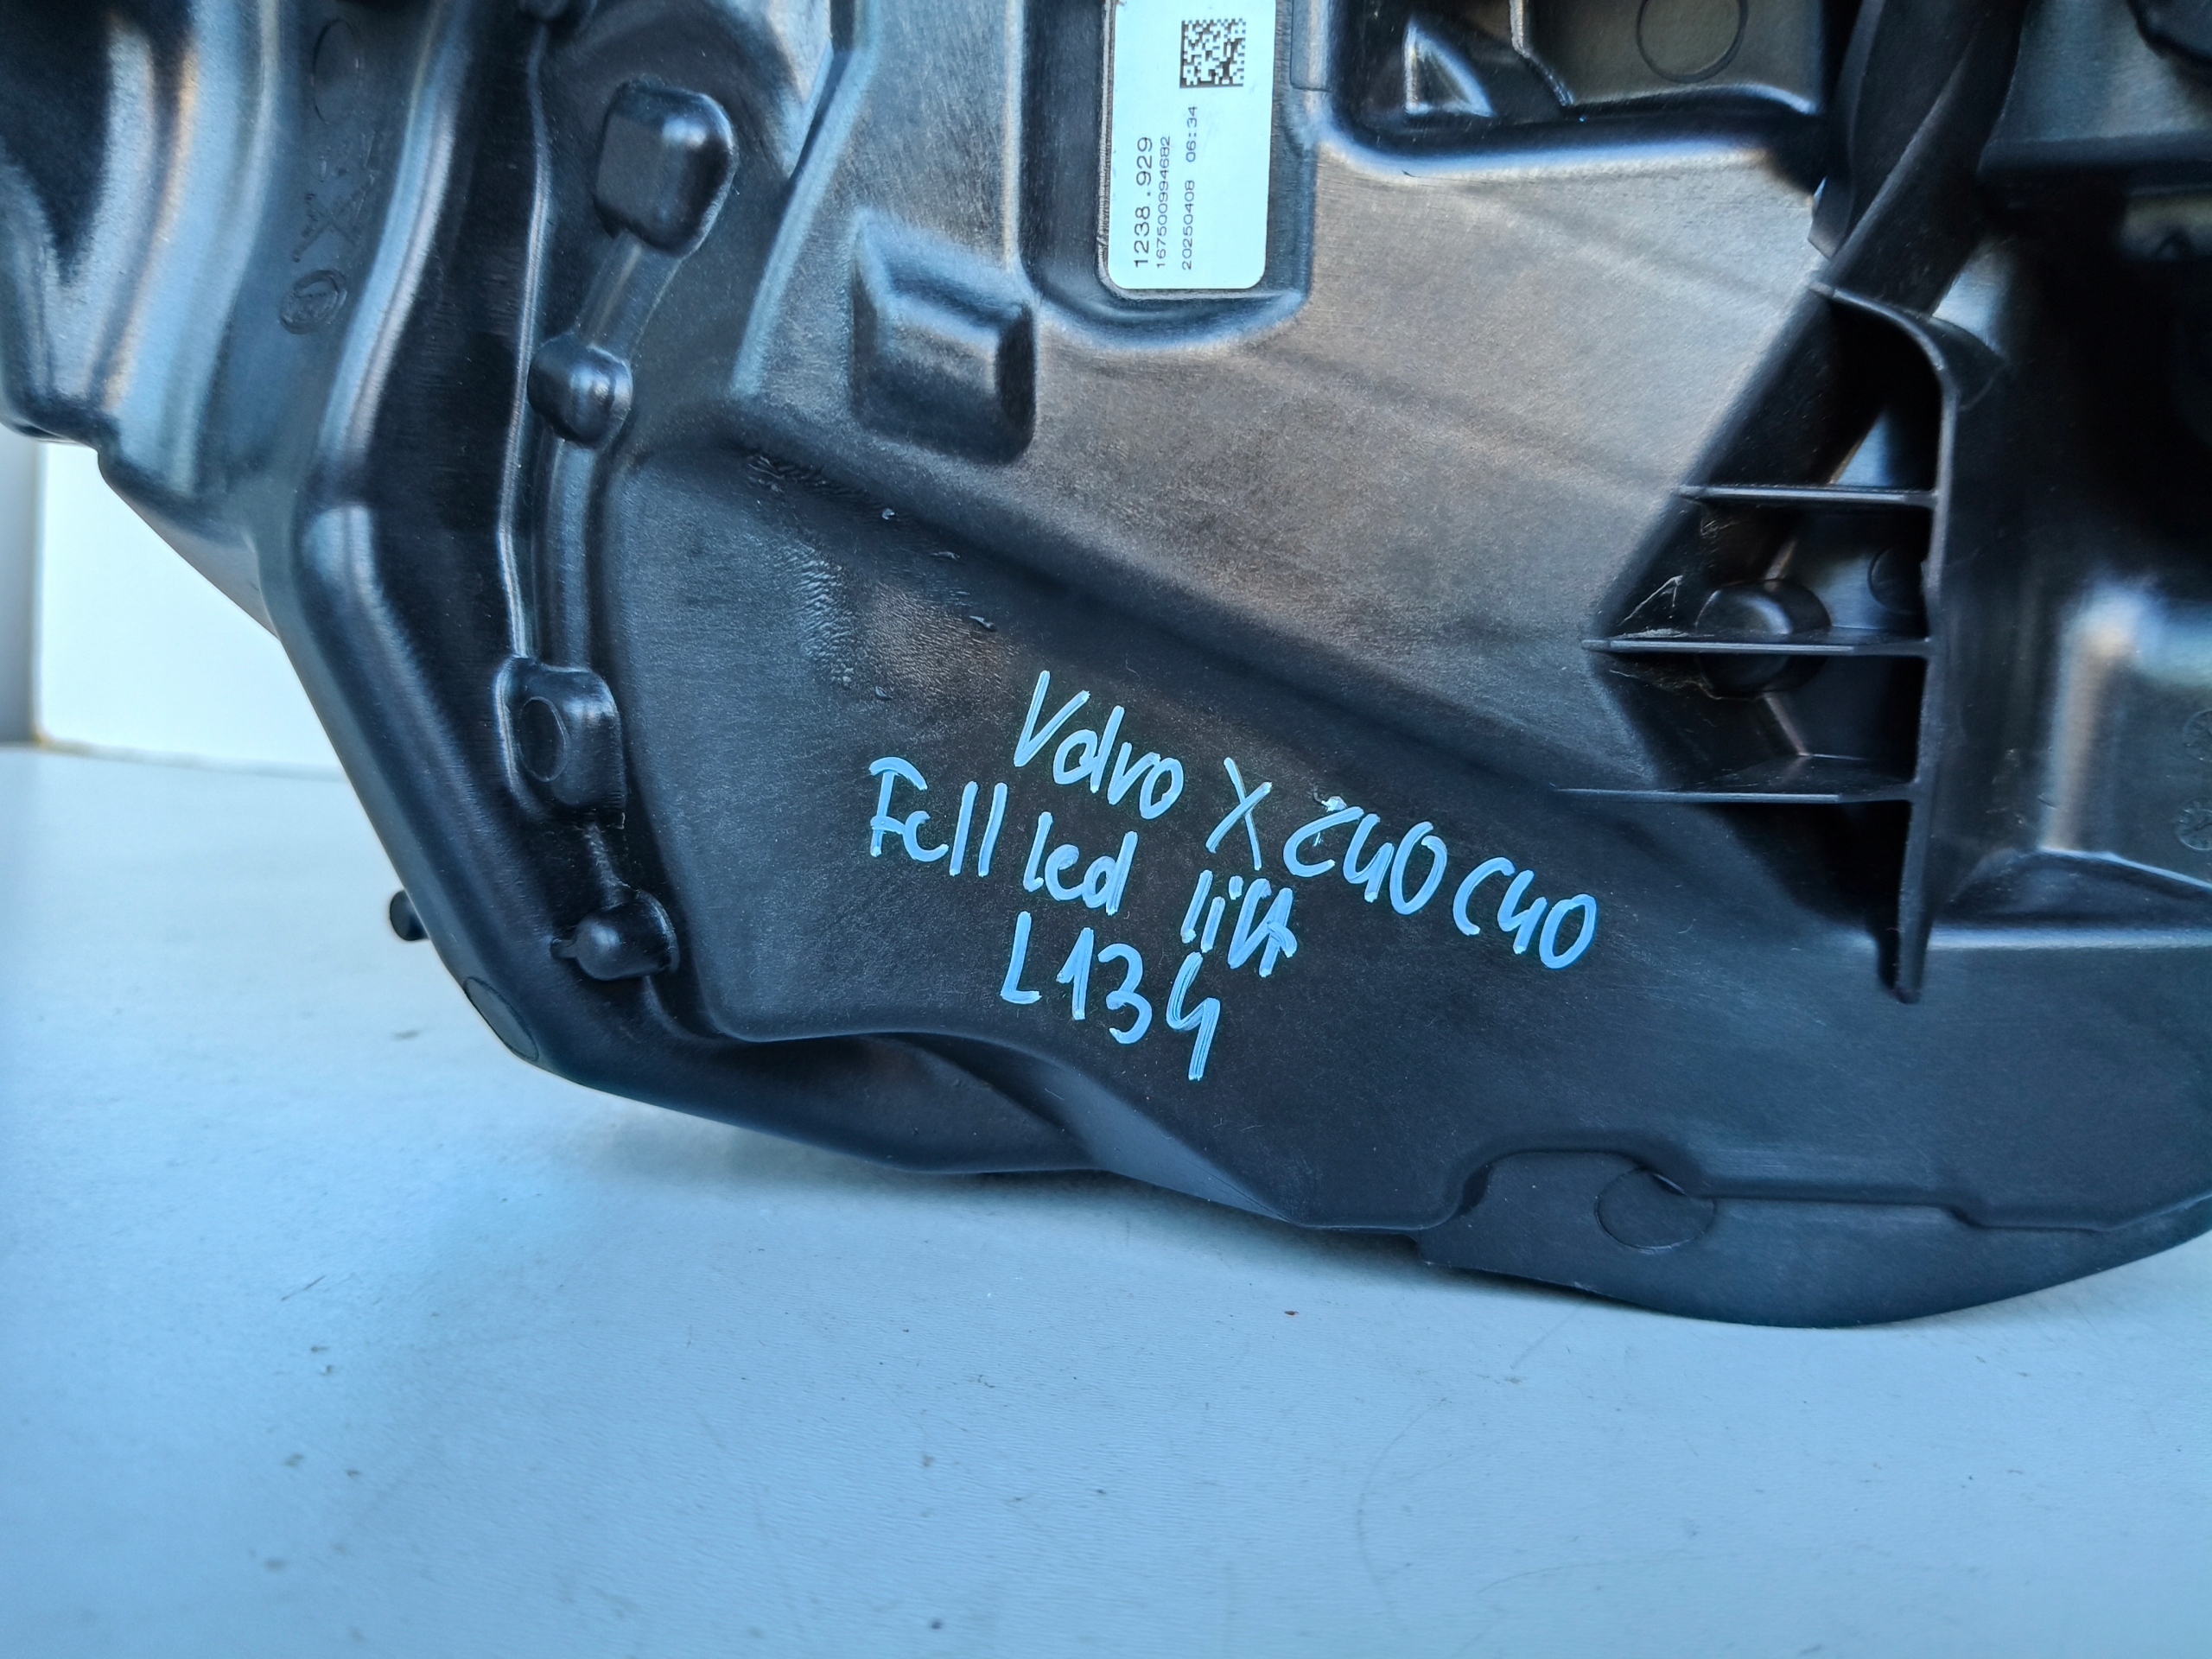 1238.929
167500994682
20250408 06:34
Volvo XC40 C40
Full led lift
L134